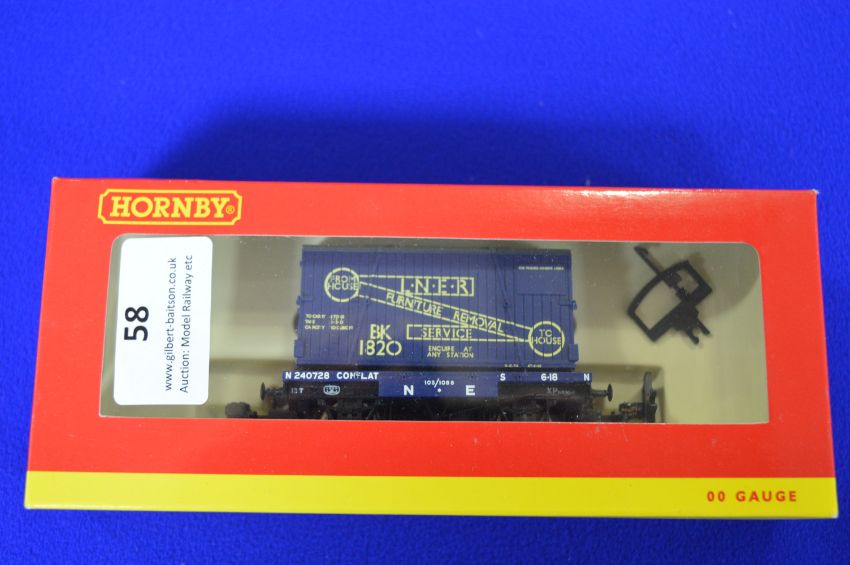 HORNBY®
58
www.gilbert-baitson.co.uk
Auction: Model Railway etc
FROM HOUSE
L·N·E·R
FURNITURE REMOVAL
SERVICE
TO HOUSE
BK
1820
ENQUIRE AT
ANY STATION
N 240728 CONFLAT S 6-18 N
N E
00 GAUGE